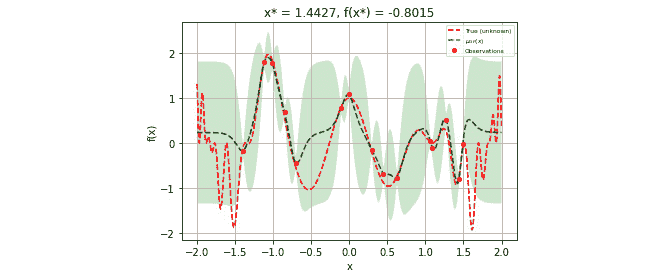 x* = 1.4427, f(x*) = -0.8015
True (unknown)
μGP(x)
Observations
f(x)
2
1
0
−1
−2
−2.0 −1.5 −1.0 −0.5 0.0 0.5 1.0 1.5 2.0
x